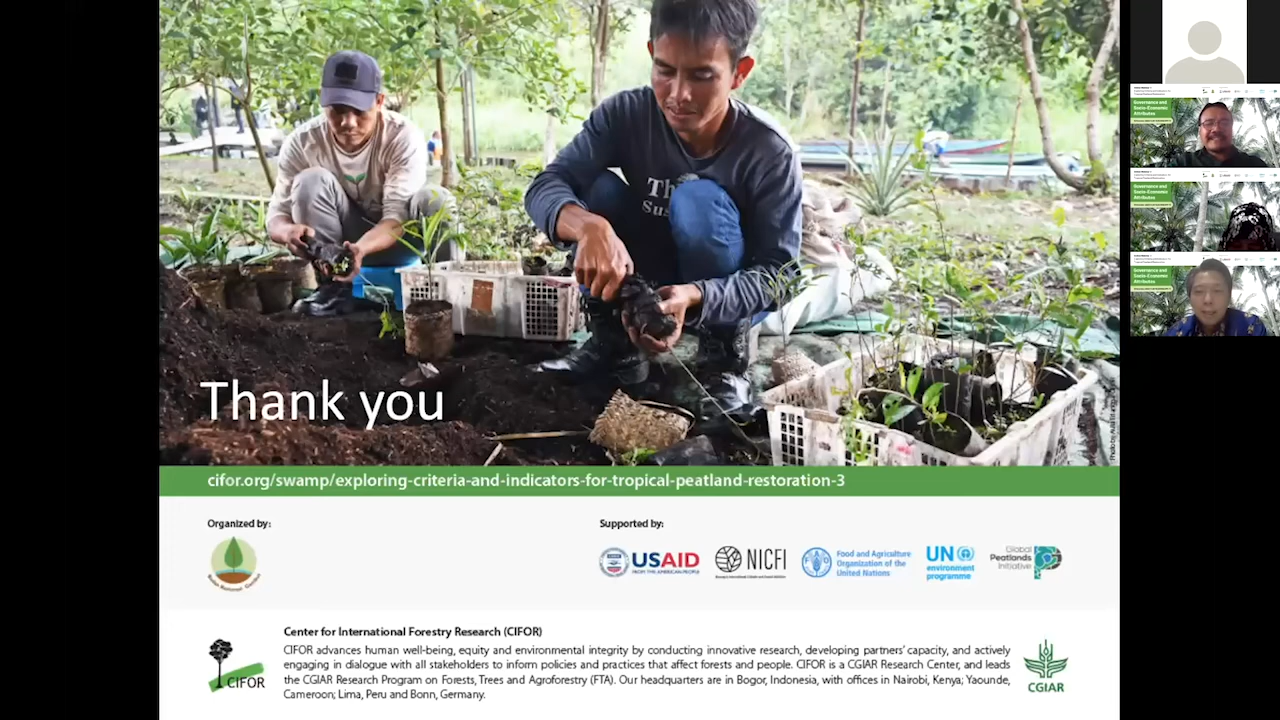 Thank you
cifor.org/swamp/exploring-criteria-and-indicators-for-tropical-peatland-restoration-3
Organized by:
Supported by:
USAID
FROM THE AMERICAN PEOPLE
NICFI
Food and Agriculture
Organization of the
United Nations
UN
environment
programme
Global
Peatlands
Initiative
Center for International Forestry Research (CIFOR)
CIFOR advances human well-being, equity and environmental integrity by conducting innovative research, developing partners' capacity, and actively
engaging in dialogue with all stakeholders to inform policies and practices that affect forests and people. CIFOR is a CGIAR Research Center, and leads
the CGIAR Research Program on Forests, Trees and Agroforestry (FTA). Our headquarters are in Bogor, Indonesia, with offices in Nairobi, Kenya; Yaounde,
Cameroon; Lima, Peru and Bonn, Germany.
CIFOR
CGIAR
Governance and
Socio-Economic
Attributes
Governance and
Socio-Economic
Attributes
Governance and
Socio-Economic
Attributes